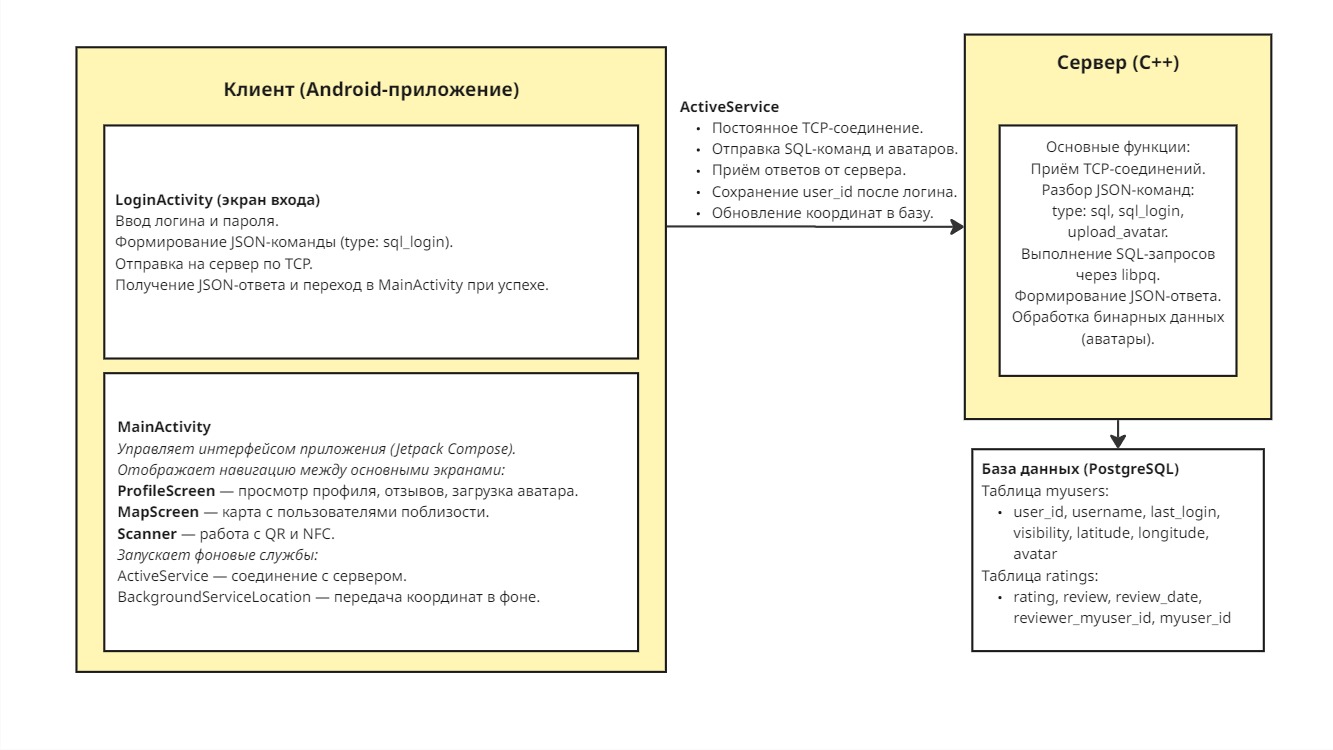 Клиент (Android-приложение)
LoginActivity (экран входа)
Ввод логина и пароля.
Формирование JSON-команды (type: sql_login).
Отправка на сервер по TCP.
Получение JSON-ответа и переход в MainActivity при успехе.
MainActivity
Управляет интерфейсом приложения (Jetpack Compose).
Отображает навигацию между основными экранами:
ProfileScreen — просмотр профиля, отзывов, загрузка аватара.
MapScreen — карта с пользователями поблизости.
Scanner — работа с QR и NFC.
Запускает фоновые службы:
ActiveService — соединение с сервером.
BackgroundServiceLocation — передача координат в фоне.
ActiveService
• Постоянное TCP-соединение.
• Отправка SQL-команд и аватаров.
• Приём ответов от сервера.
• Сохранение user_id после логина.
• Обновление координат в базу.
Сервер (C++)
Основные функции:
Приём TCP-соединений.
Разбор JSON-команд:
type: sql, sql_login,
upload_avatar.
Выполнение SQL-запросов
через libpq.
Формирование JSON-ответа.
Обработка бинарных данных
(аватары).
База данных (PostgreSQL)
Таблица myusers:
• user_id, username, last_login,
visibility, latitude, longitude,
avatar
Таблица ratings:
• rating, review, review_date,
reviewer_myuser_id, myuser_id